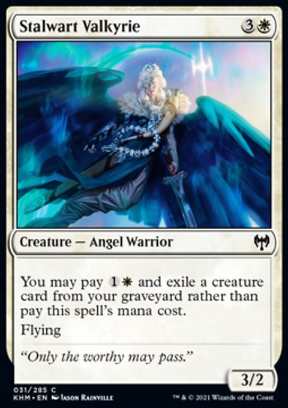 Stalwart Valkyrie 3
Creature — Angel Warrior
You may pay 1 and exile a creature
card from your graveyard rather than
pay this spell's mana cost.
Flying
"Only the worthy may pass."
3/2
031/285 C
KHM • EN JASON RAINVILLE
™ & © 2021 Wizards of the Coast